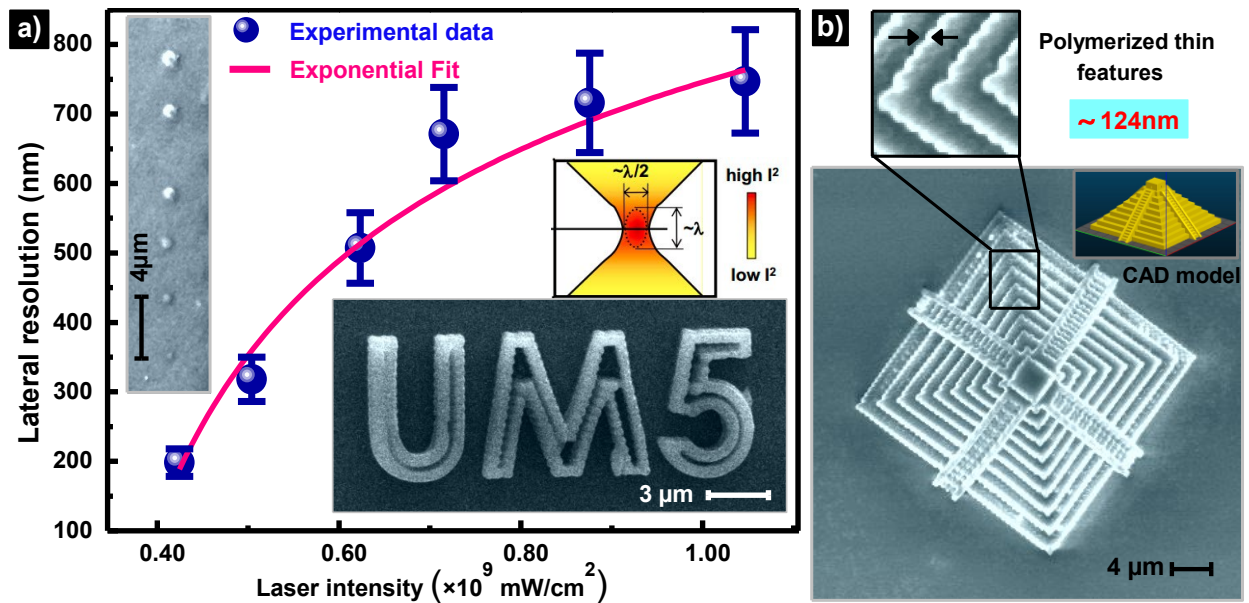 a)
Experimental data
Exponential Fit
Lateral resolution (nm)
800
700
600
500
400
300
200
100
0.40
0.60
0.80
1.00
Laser intensity (×10⁹ mW/cm²)
4µm
~λ/2
~λ
high I²
low I²
UM5
3 µm
b)
Polymerized thin
features
~ 124nm
CAD model
4 µm